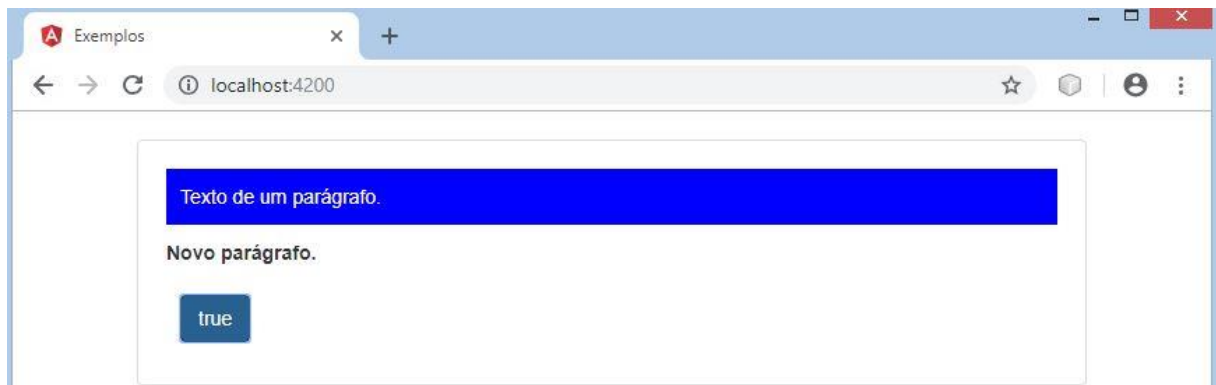 Exemplos
localhost:4200
Texto de um parágrafo.
Novo parágrafo.
true